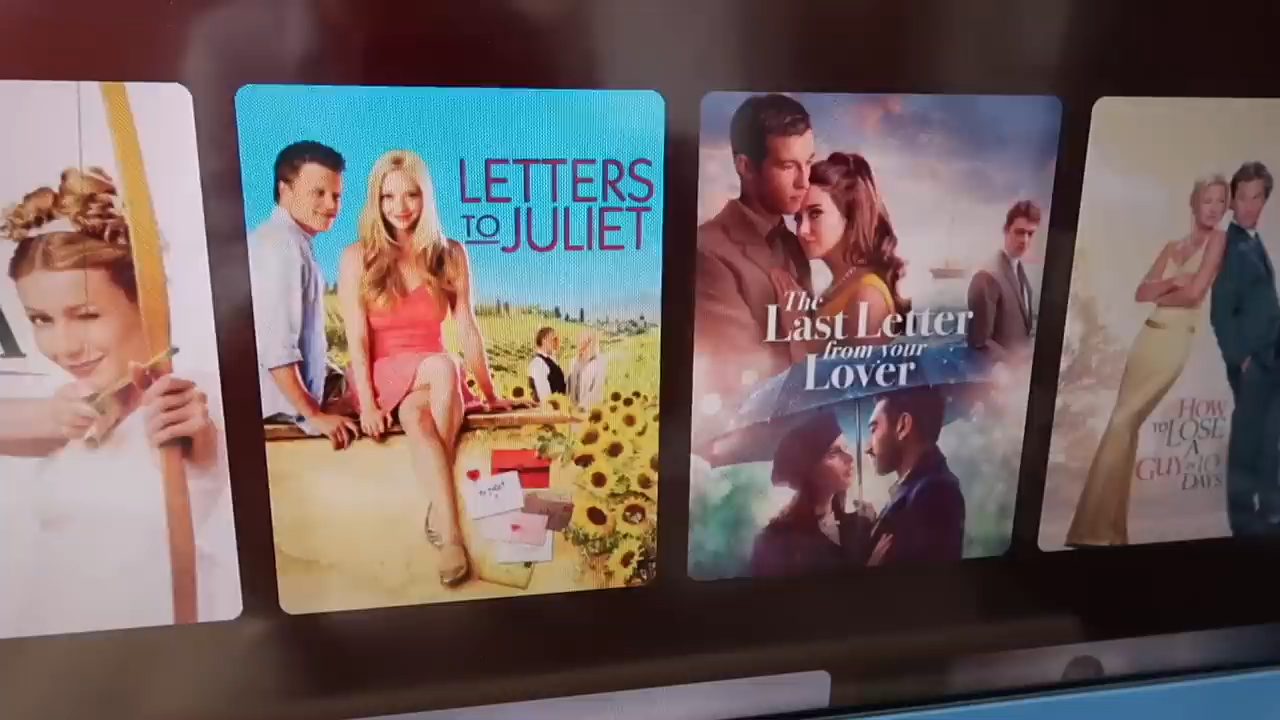 LETTERS
TO JULIET
The
Last Letter
from your
Lover
HOW
TO LOSE
A
GUY IN 10
DAYS